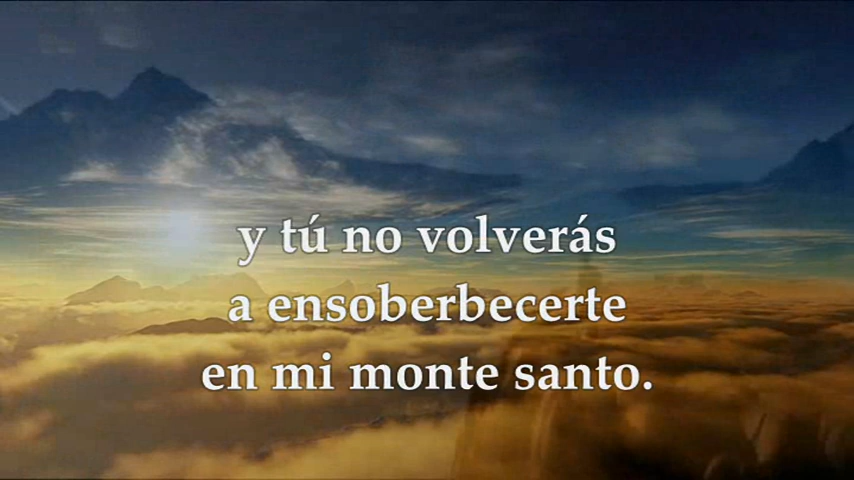 y tú no volverás
a ensoberbecerte
en mi monte santo.